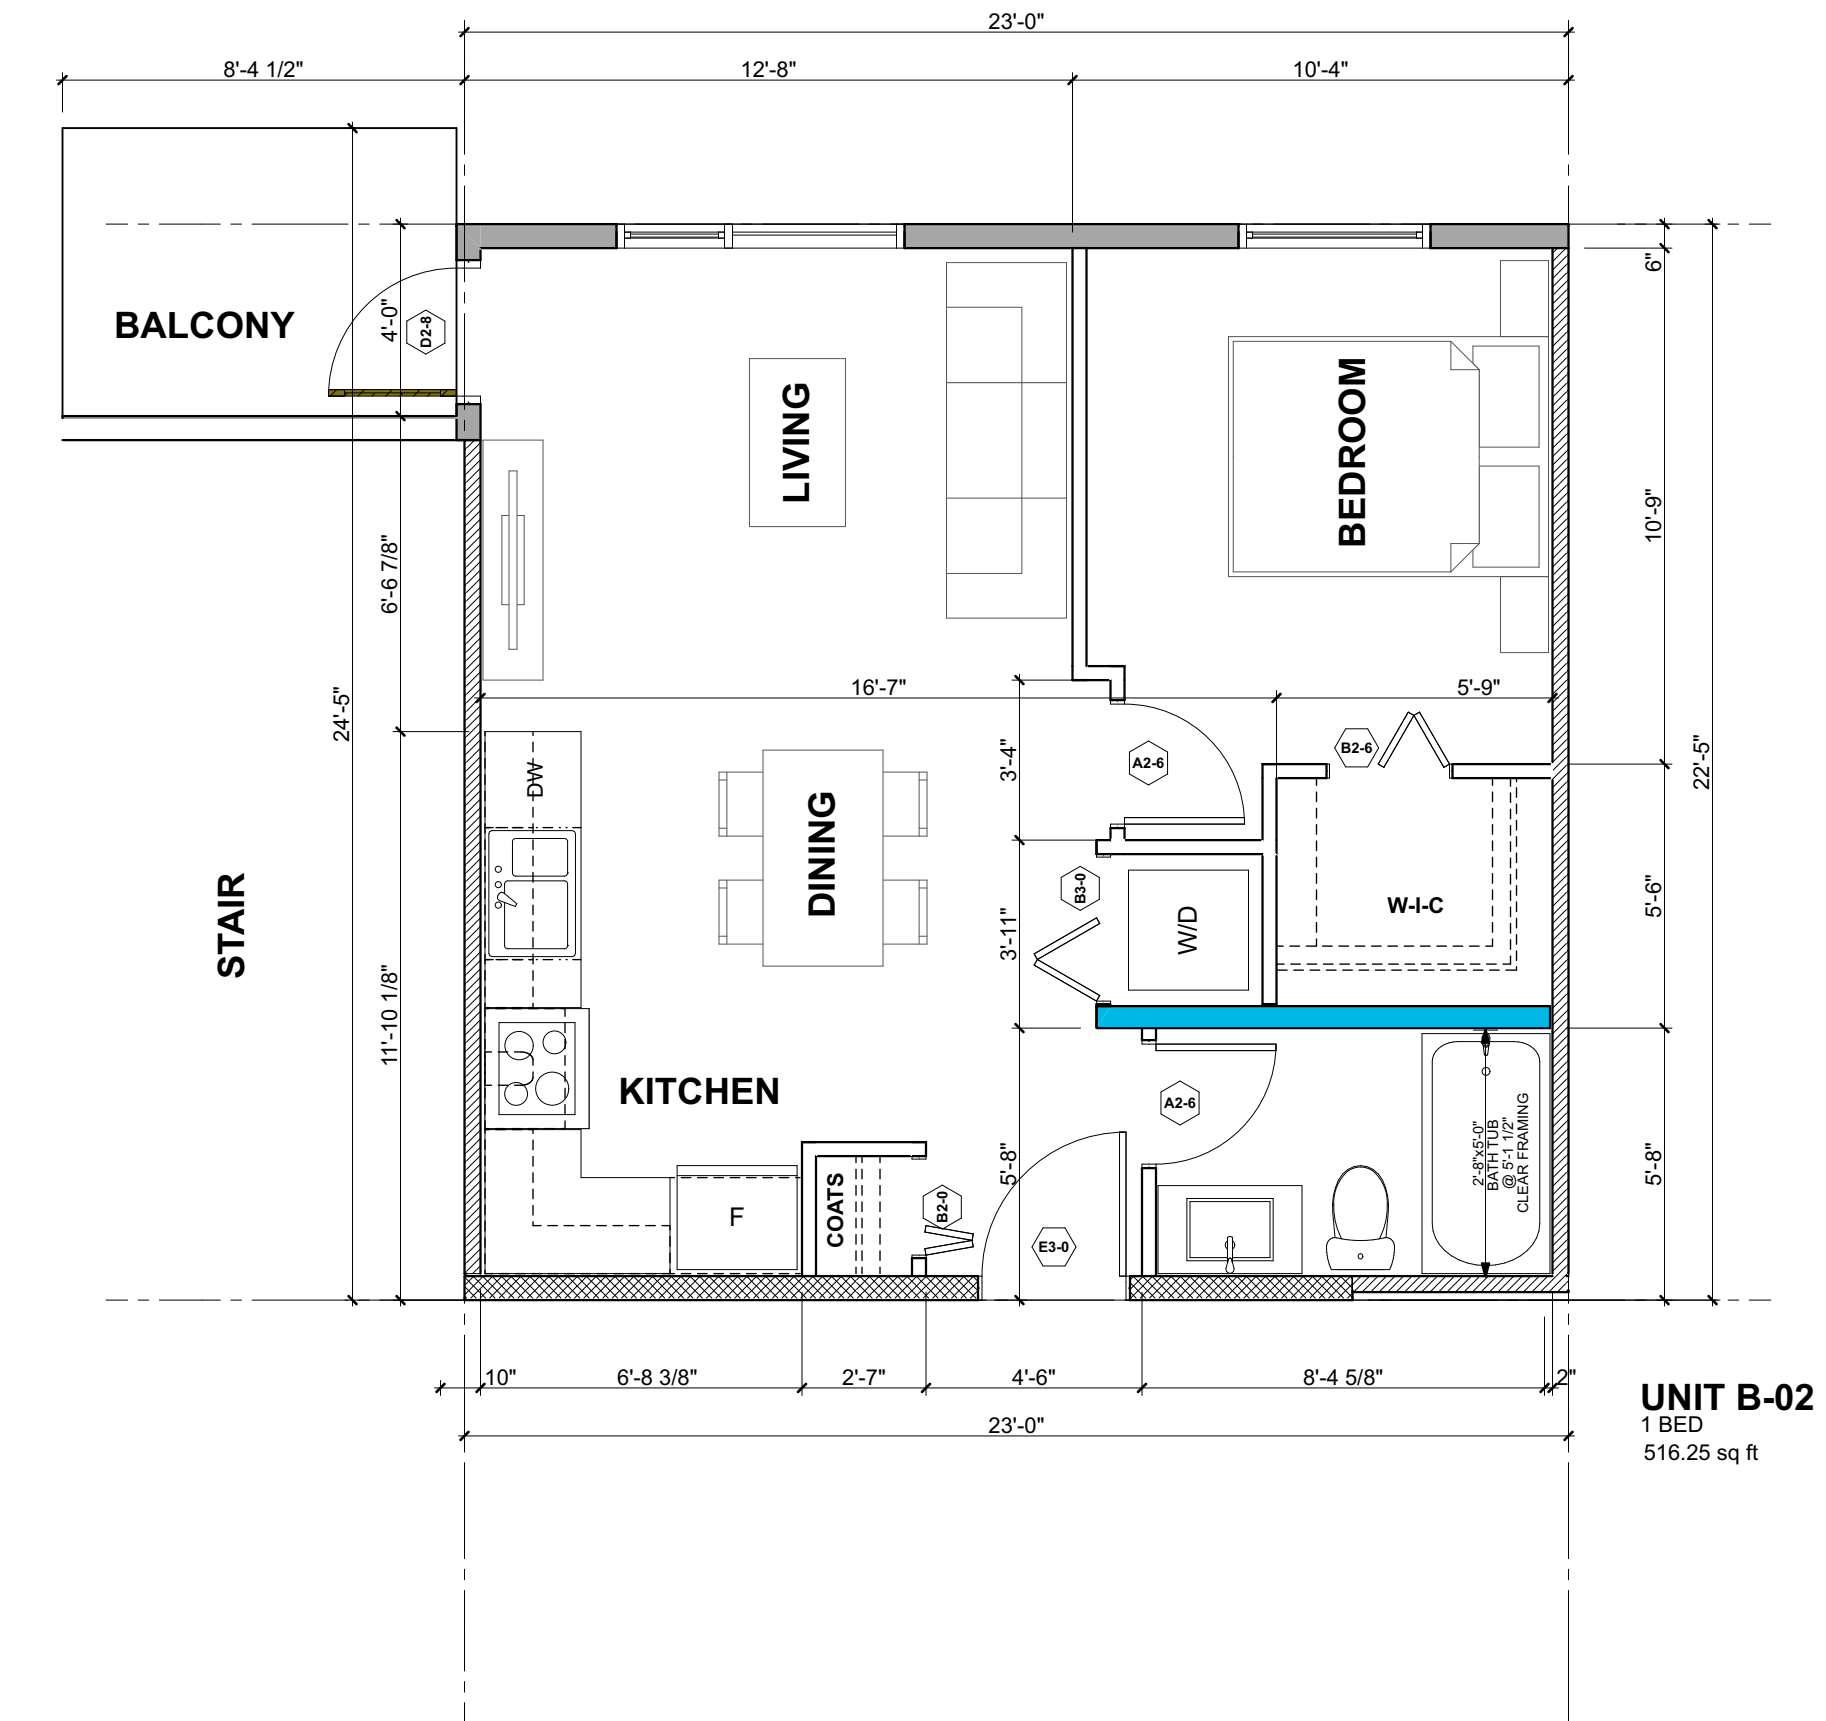 23'-0"
8'-4 1/2"
12'-8"
10'-4"
BALCONY
4'-0"
D2-8
6"
LIVING
BEDROOM
10'-9"
6'-6 7/8"
24'-5"
16'-7"
5'-9"
3'-4"
A2-6
B2-6
22'-5"
DW
DINING
STAIR
3'-11"
B3-0
W/D
W-I-C
5'-6"
11'-10 1/8"
KITCHEN
A2-6
2'-8"x5'-0"
BATH TUB
@ 5'-1 1/2"
CLEAR FRAMING
5'-8"
5'-8"
COATS
B2-0
F
E3-0
10"
6'-8 3/8"
2'-7"
4'-6"
8'-4 5/8"
2"
23'-0"
UNIT B-02
1 BED
516.25 sq ft